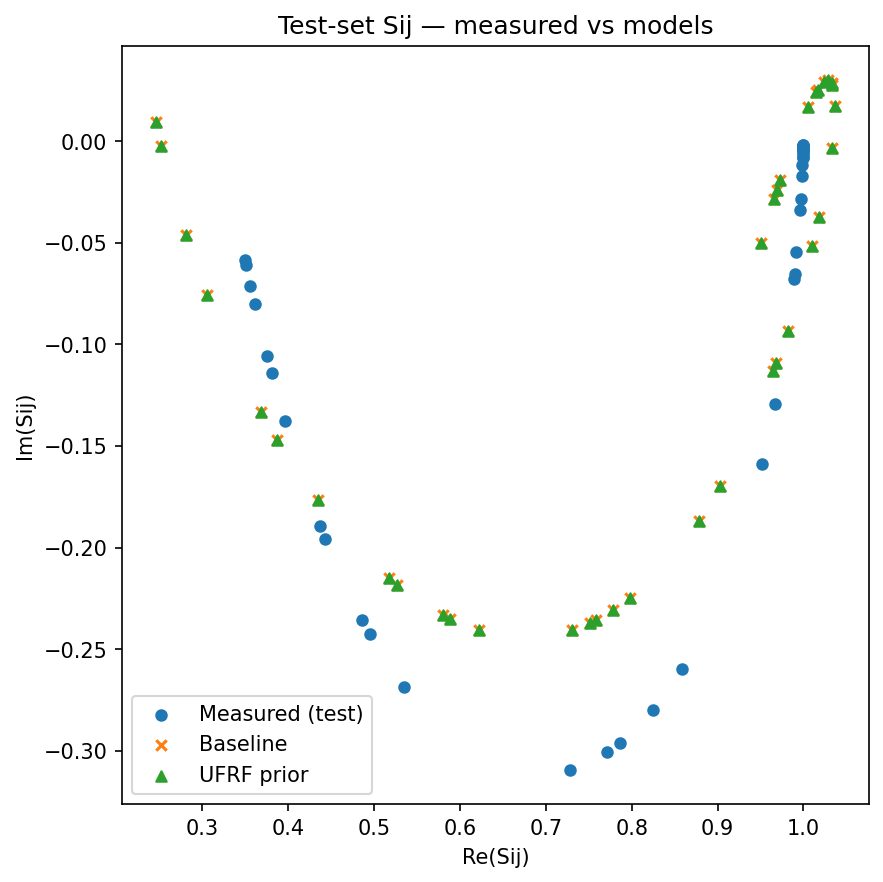 Test-set Sij — measured vs models
Im(Sij)
0.00
−0.05
−0.10
−0.15
−0.20
−0.25
−0.30
Measured (test)
Baseline
UFRF prior
0.3 0.4 0.5 0.6 0.7 0.8 0.9 1.0
Re(Sij)